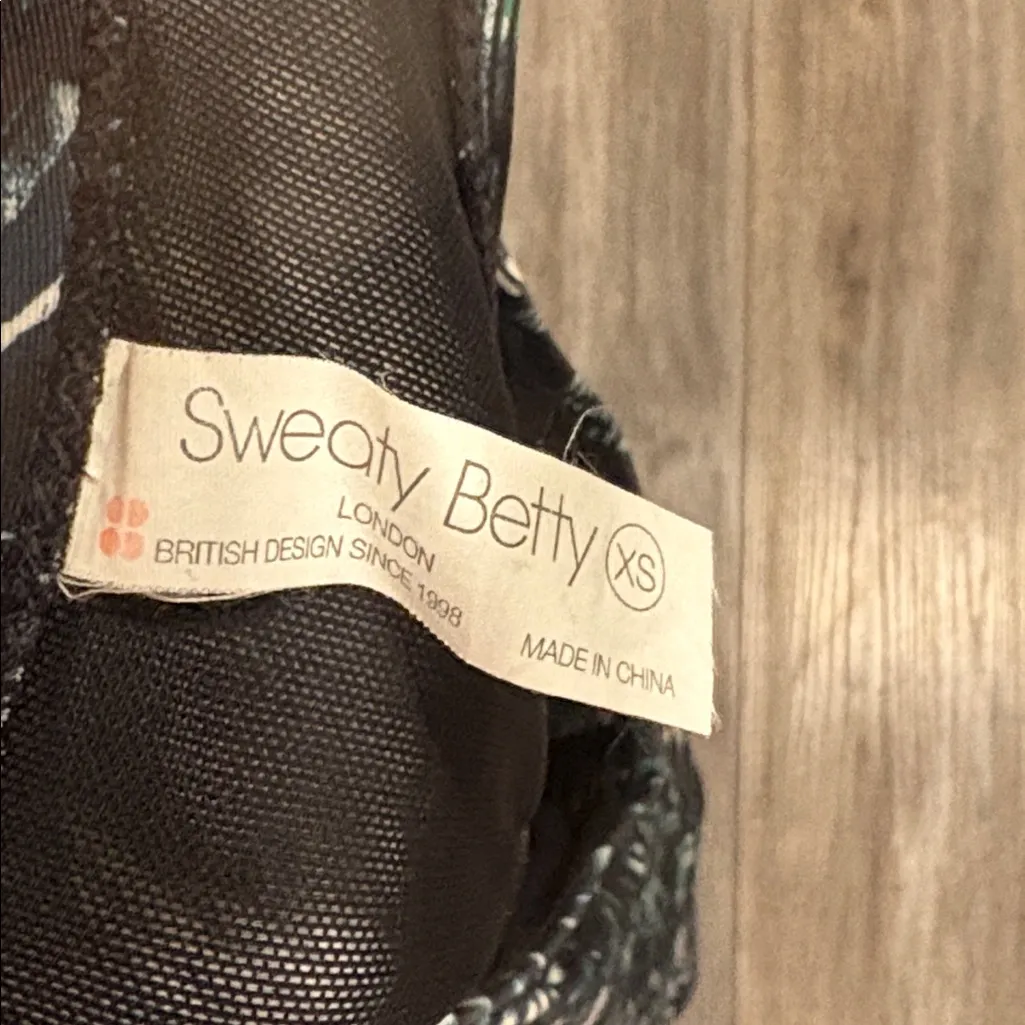 Sweaty Betty XS
LONDON
BRITISH DESIGN SINCE 1998
MADE IN CHINA